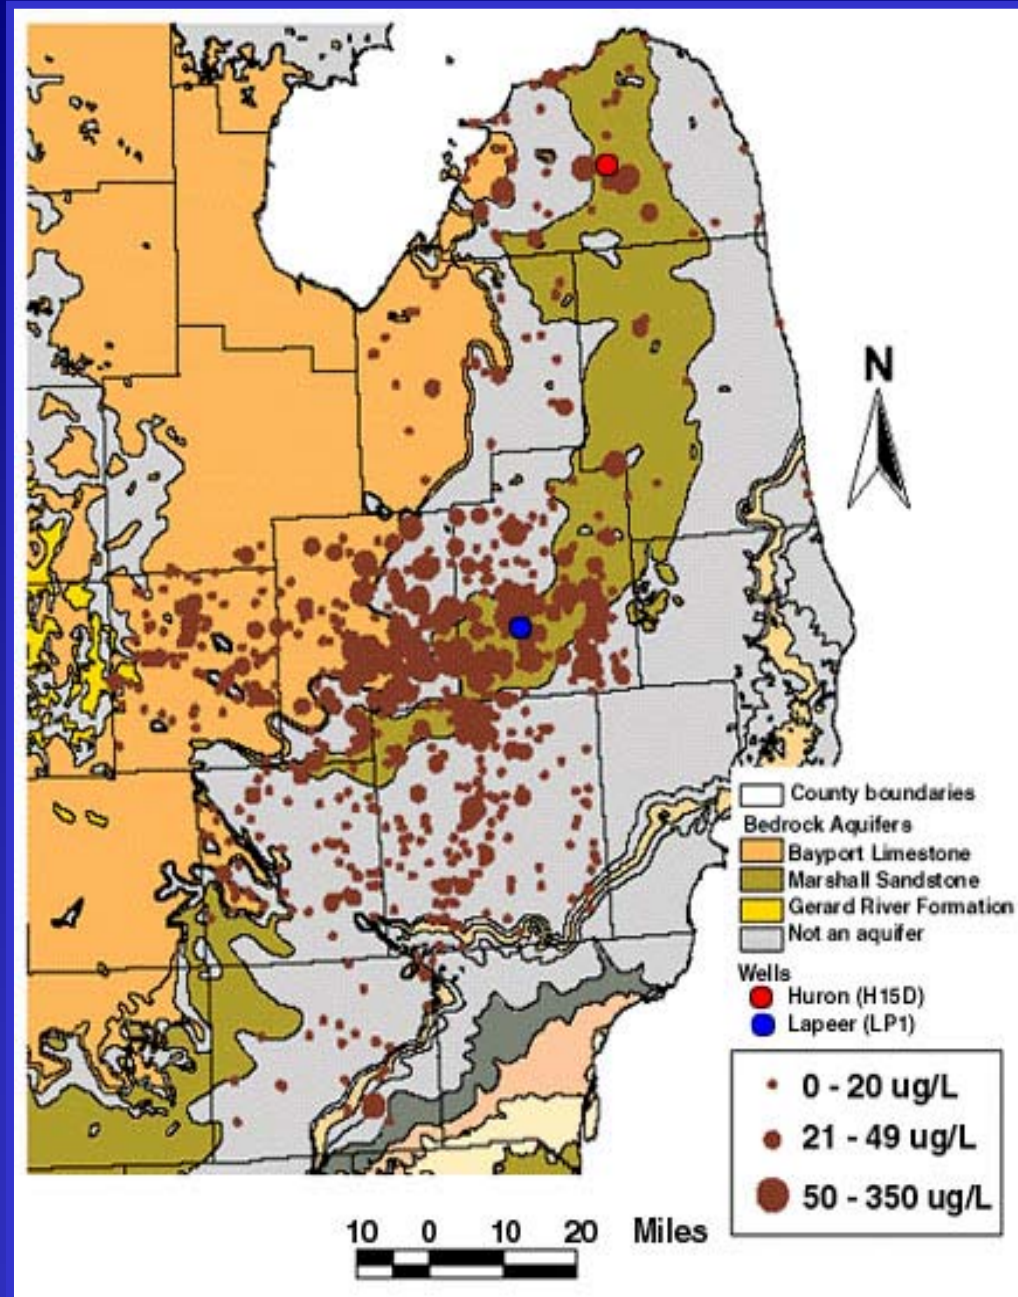 N
County boundaries
Bedrock Aquifers
Bayport Limestone
Marshall Sandstone
Gerard River Formation
Not an aquifer
Wells
Huron (H15D)
Lapeer (LP1)
0 - 20 ug/L
21 - 49 ug/L
50 - 350 ug/L
10 0 10 20 Miles